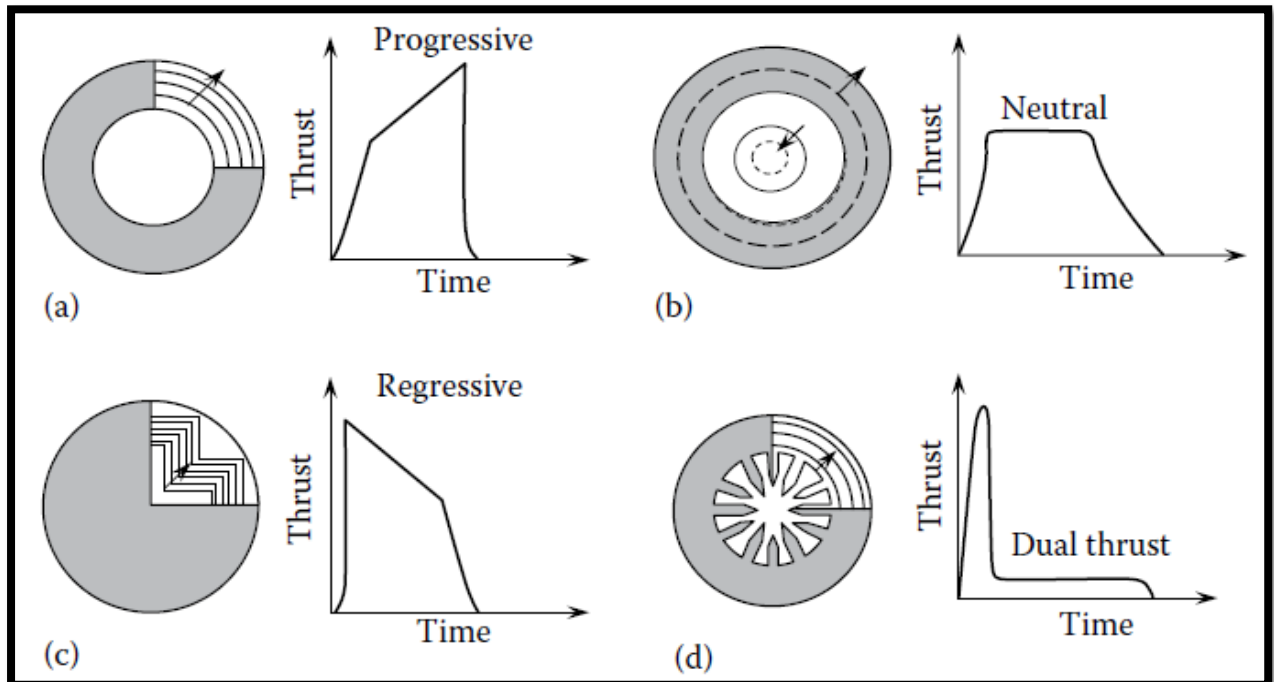 Progressive
Thrust
Time
(a)
Neutral
Thrust
Time
(b)
Regressive
Thrust
Time
(c)
Thrust
Dual thrust
Time
(d)